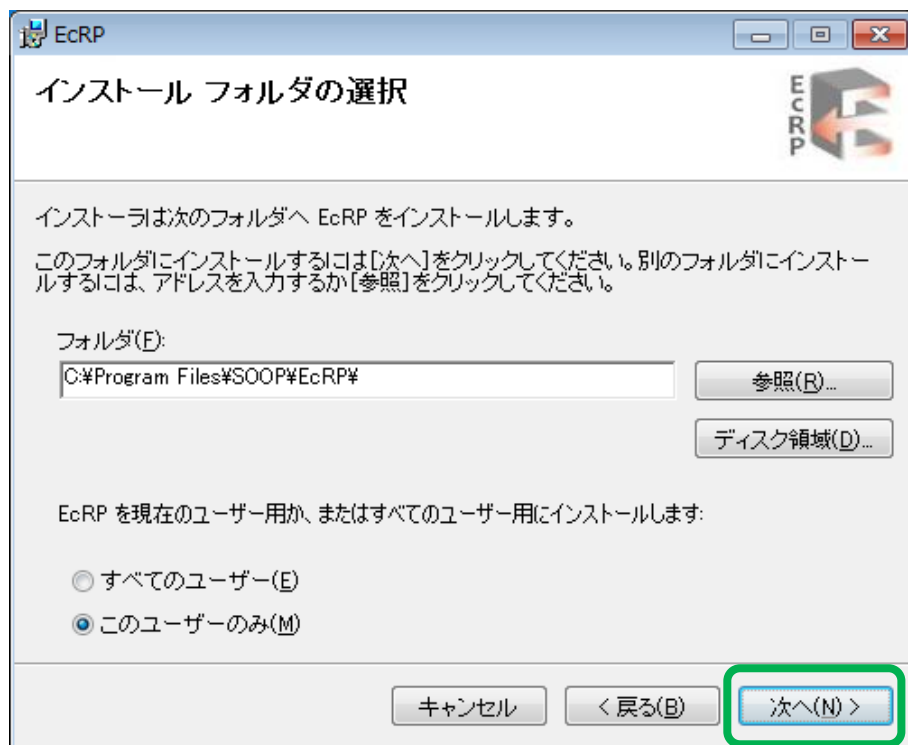 EcRP
インストール フォルダの選択
EcRP
インストーラは次のフォルダへ EcRP をインストールします。
このフォルダにインストールするには[次へ]をクリックしてください。別のフォルダにインストー
ルするには、アドレスを入力するか[参照]をクリックしてください。
フォルダ(F):
C:¥Program Files¥SOOP¥EcRP¥
参照(R)...
ディスク領域(D)...
EcRP を現在のユーザー用か、またはすべてのユーザー用にインストールします:
すべてのユーザー(E)
このユーザーのみ(M)
キャンセル
< 戻る(B)
次へ(N) >